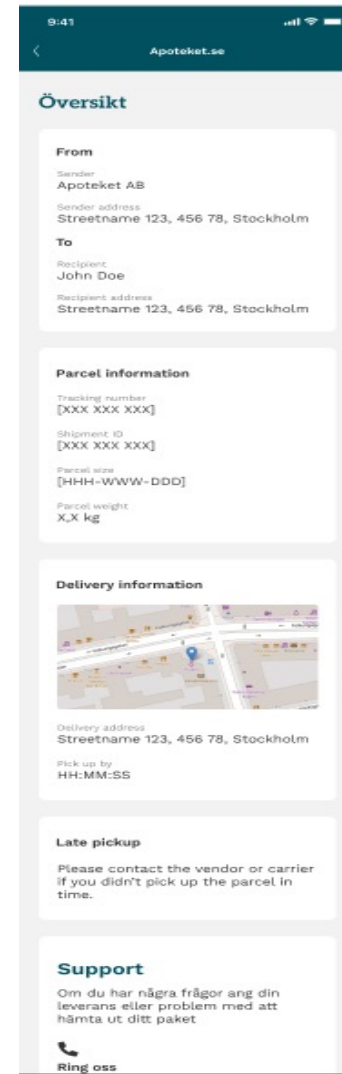 9:41
Apoteket.se
Översikt
From
Sender
Apoteket AB
Sender address
Streetname 123, 456 78, Stockholm
To
Recipient
John Doe
Recipient address
Streetname 123, 456 78, Stockholm
Parcel information
Tracking number
[XXX XXX XXX]
Shipment ID
[XXX XXX XXX]
Parcel size
[HHH-WWW-DDD]
Parcel weight
X,X kg
Delivery information
Delivery address
Streetname 123, 456 78, Stockholm
Pick up by
HH:MM:SS
Late pickup
Please contact the vendor or carrier
if you didn't pick up the parcel in
time.
Support
Om du har några frågor ang din
leverans eller problem med att
hämta ut ditt paket
Ring oss